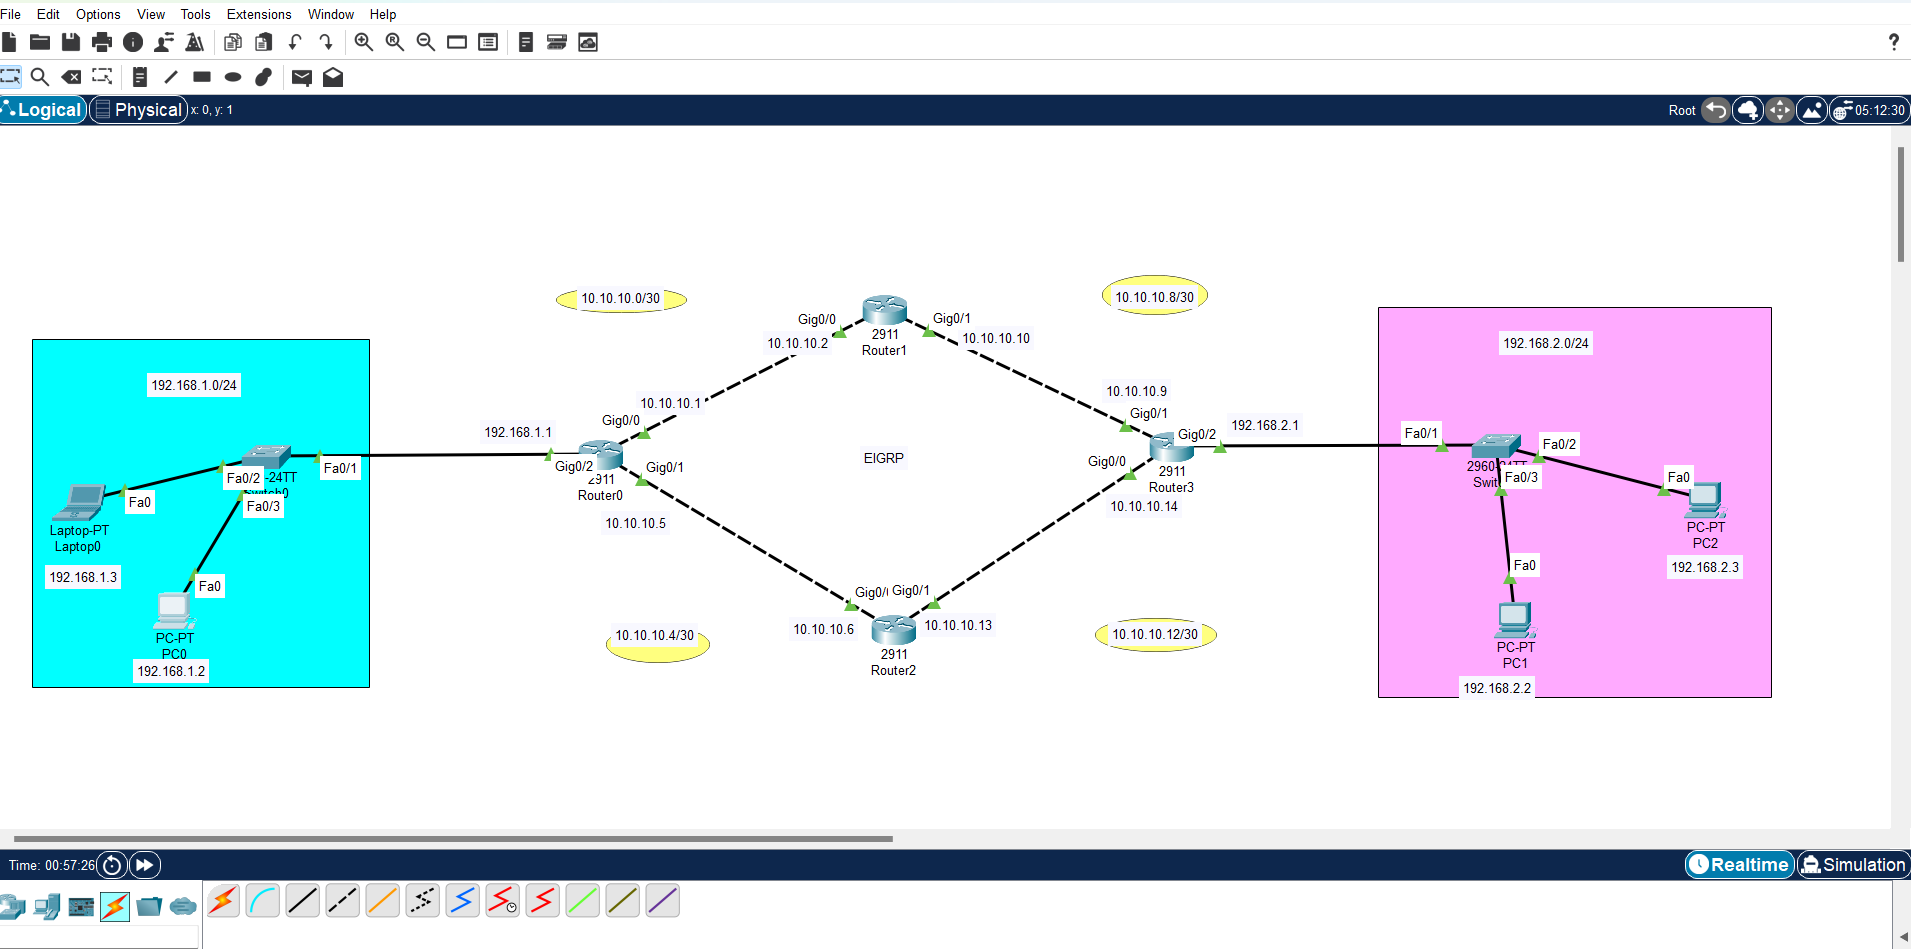 File Edit Options View Tools Extensions Window Help
?
Logical Physical x: 0, y: 1 Root 05:12:30
10.10.10.0/30
10.10.10.8/30
Gig0/0
Gig0/1
10.10.10.2
10.10.10.10
2911
Router1
192.168.1.0/24
192.168.2.0/24
10.10.10.1
10.10.10.9
Gig0/0
Gig0/1
192.168.1.1
192.168.2.1
Gig0/2
Gig0/1
2911
Router0
10.10.10.5
EIGRP
Gig0/2
Gig0/0
2911
Router3
10.10.10.14
Fa0/1
Fa0/2
-24TT
Fa0/3
Fa0
Laptop-PT
Laptop0
192.168.1.3
Fa0
PC-PT
PC0
192.168.1.2
Fa0/1
Fa0/2
Fa0/3
Fa0
PC-PT
PC2
192.168.2.3
Fa0
PC-PT
PC1
192.168.2.2
10.10.10.4/30
10.10.10.12/30
Gig0/1
10.10.10.6
10.10.10.13
2911
Router2
Time: 00:57:26 Realtime Simulation